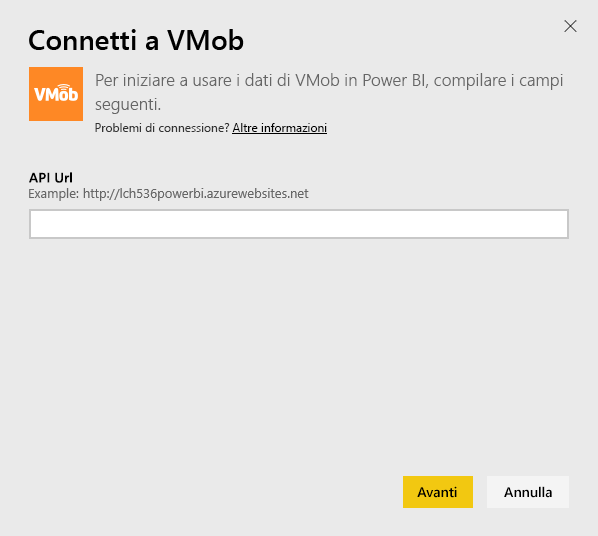 Connetti a VMob
VMob
Per iniziare a usare i dati di VMob in Power BI, compilare i campi
seguenti.
Problemi di connessione? Altre informazioni
API Url
Example: http://lch536powerbi.azurewebsites.net
Avanti
Annulla